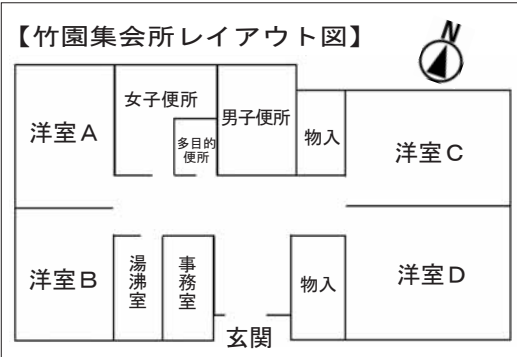 【竹園集会所レイアウト図】
N
洋室A
女子便所
多目的
便所
男子便所
物入
洋室C
洋室B
湯沸室
事務室
物入
洋室D
玄関